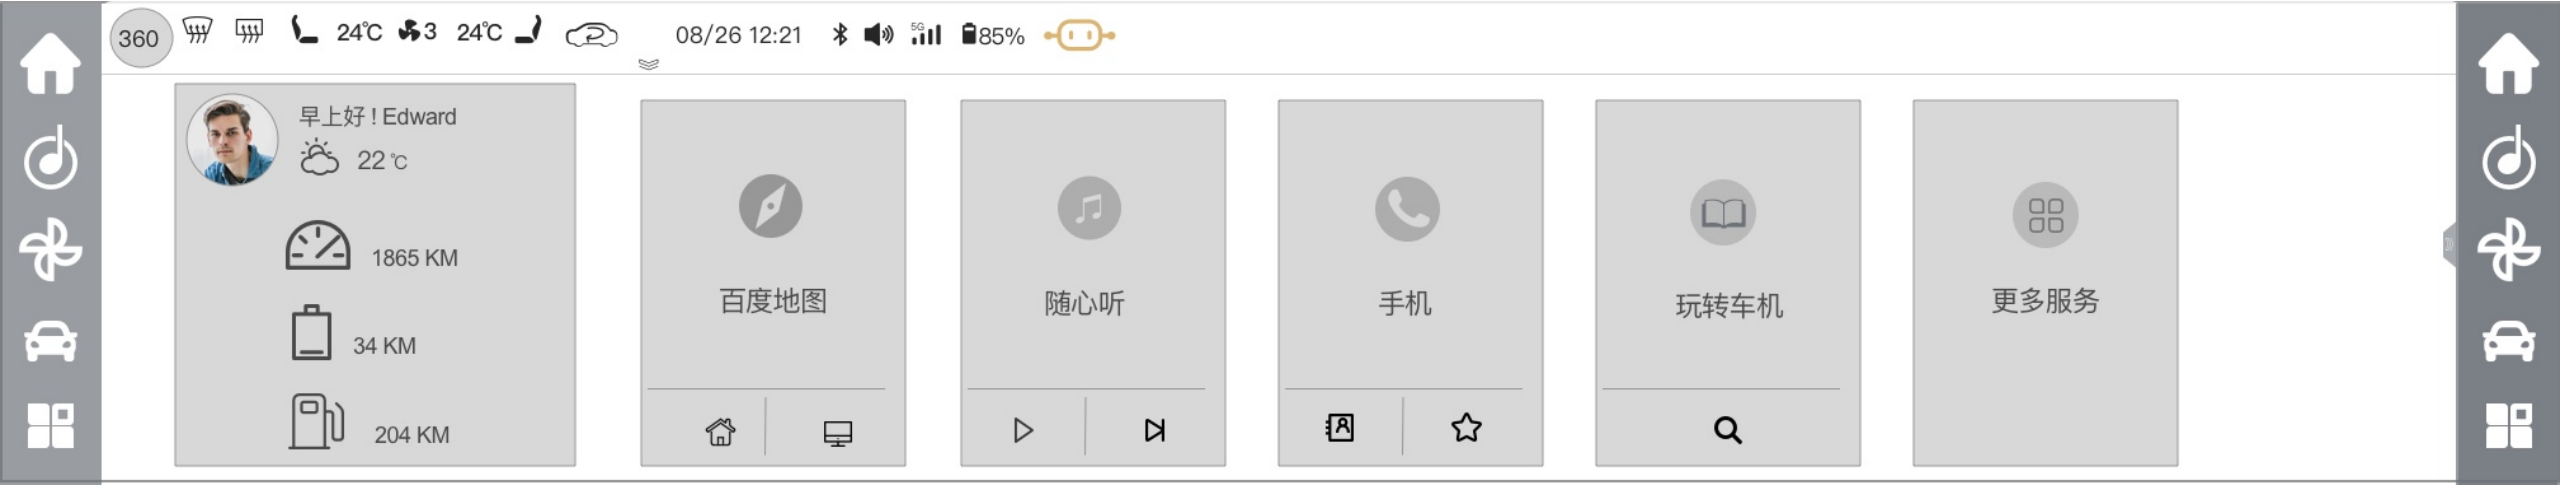 360
24℃
3
24℃
08/26 12:21
5G
85%
早上好 ! Edward
22 ℃
1865 KM
34 KM
204 KM
百度地图
随心听
手机
玩转车机
更多服务